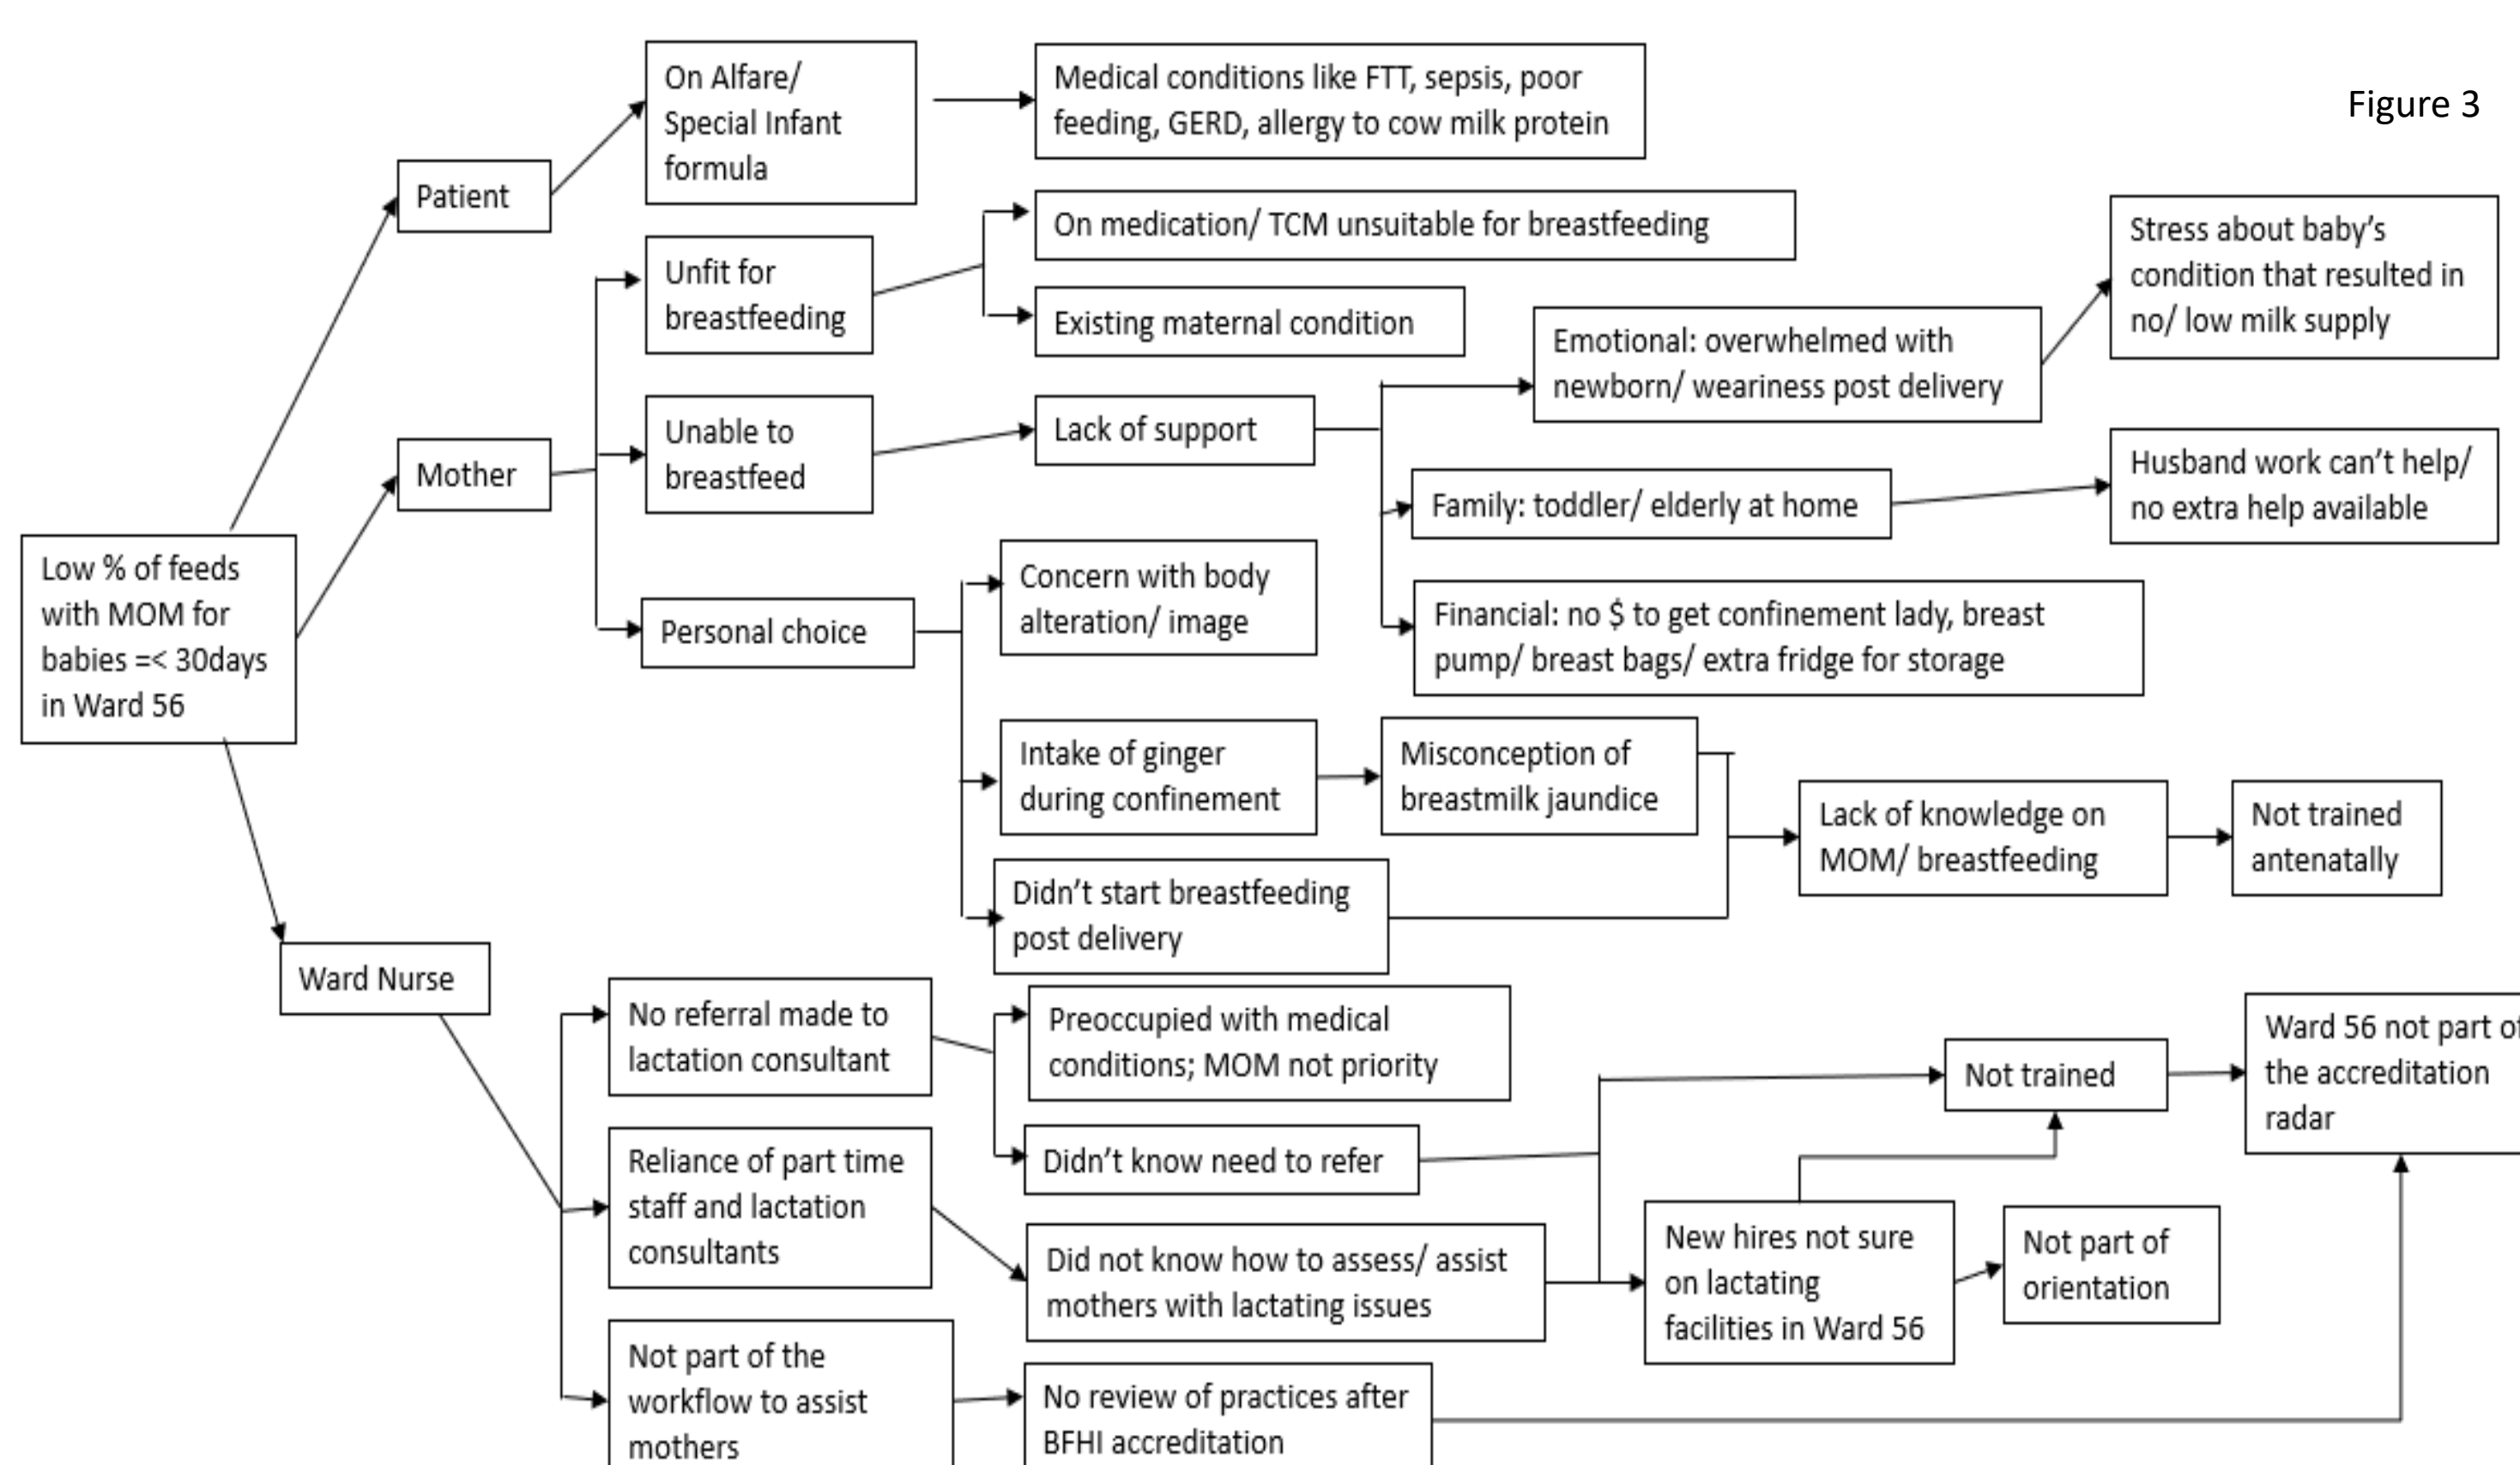 Figure 3
On Alfare/
Special Infant
formula
Medical conditions like FTT, sepsis, poor
feeding, GERD, allergy to cow milk protein
Patient
Unfit for
breastfeeding
On medication/ TCM unsuitable for breastfeeding
Existing maternal condition
Stress about baby’s
condition that resulted in
no/ low milk supply
Emotional: overwhelmed with
newborn/ weariness post delivery
Mother
Unable to
breastfeed
Lack of support
Family: toddler/ elderly at home
Husband work can’t help/
no extra help available
Financial: no $ to get confinement lady, breast
pump/ breast bags/ extra fridge for storage
Low % of feeds
with MOM for
babies =< 30days
in Ward 56
Personal choice
Concern with body
alteration/ image
Intake of ginger
during confinement
Misconception of
breastmilk jaundice
Didn’t start breastfeeding
post delivery
Lack of knowledge on
MOM/ breastfeeding
Not trained
antenatally
Ward Nurse
No referral made to
lactation consultant
Preoccupied with medical
conditions; MOM not priority
Didn’t know need to refer
Not trained
Ward 56 not part of
the accreditation
radar
Reliance of part time
staff and lactation
consultants
Did not know how to assess/ assist
mothers with lactating issues
New hires not sure
on lactating
facilities in Ward 56
Not part of
orientation
Not part of the
workflow to assist
mothers
No review of practices after
BFHI accreditation